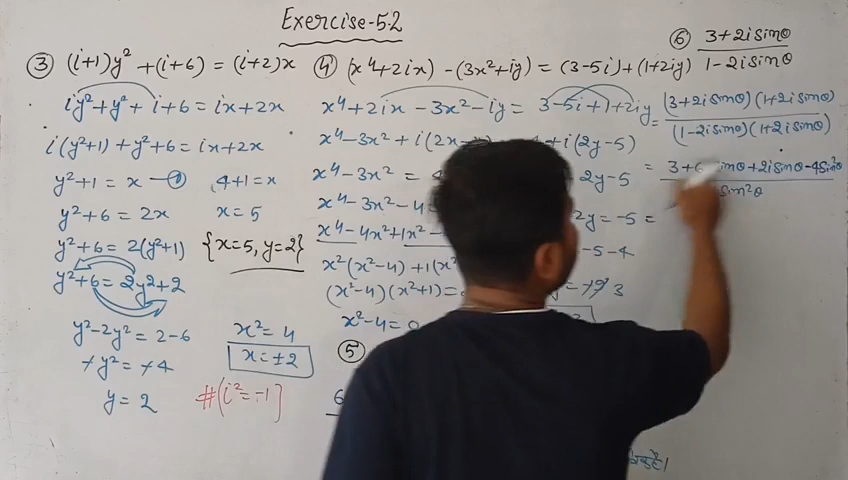 Exercise-5.2
③ (i+1)y² + (i+6) = (i+2)x
iy²+y²+i+6 = ix+2x
i(y²+1)+y²+6 = ix+2x
y²+1 = x —①
y²+6 = 2x
y²+6 = 2(y²+1)
y²+6 = 2y²+2
y²-2y² = 2-6
-y² = -4
y = 2
4+1 = x
x = 5
{x=5, y=2}
x² = 4
x = ±2
#(i² = -1]
④ (x⁴+2ix) - (3x²+iy) = (3-5i)+(1+2iy)
x⁴+2ix - 3x²-iy = 3-5i+1+2iy
x⁴-3x² + i(2x +i(2y-5)
x⁴-3x² = 2y-5
x⁴-3x²-4
x⁴-4x²+1x² 2y = -5
x²(x²-4)+1(x² -5-4
(x²-4)(x²+1) = 3
x²-4 =
⑤
6
⑥ 3+2i sinθ
1-2i sinθ
= (3+2i sinθ)(1+2i sinθ)
(1-2i sinθ)(1+2i sinθ)
= 3+6 sinθ+2i sinθ-4sin²θ
sin²θ
=